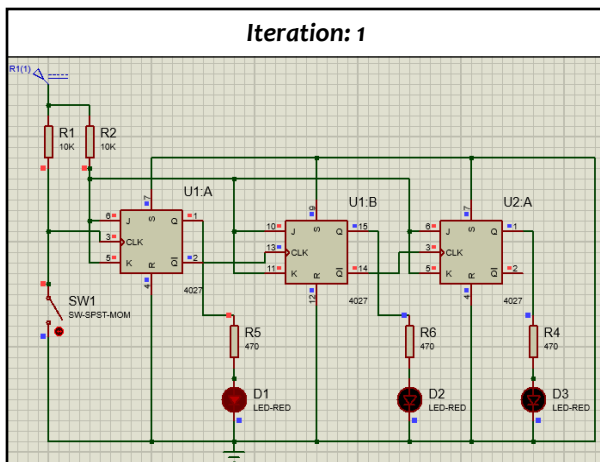 Iteration: 1
R1(1)
R1
10K
R2
10K
U1:A
U1:B
U2:A
7
9
7
6
J
S
Q
1
3
CLK
5
K
R
Q
2
4
4027
10
J
S
Q
15
13
CLK
11
K
R
Q
14
12
4027
6
J
S
Q
1
3
CLK
5
K
R
Q
2
4
4027
SW1
SW-SPST-MOM
R5
470
R6
470
R4
470
D1
LED-RED
D2
LED-RED
D3
LED-RED